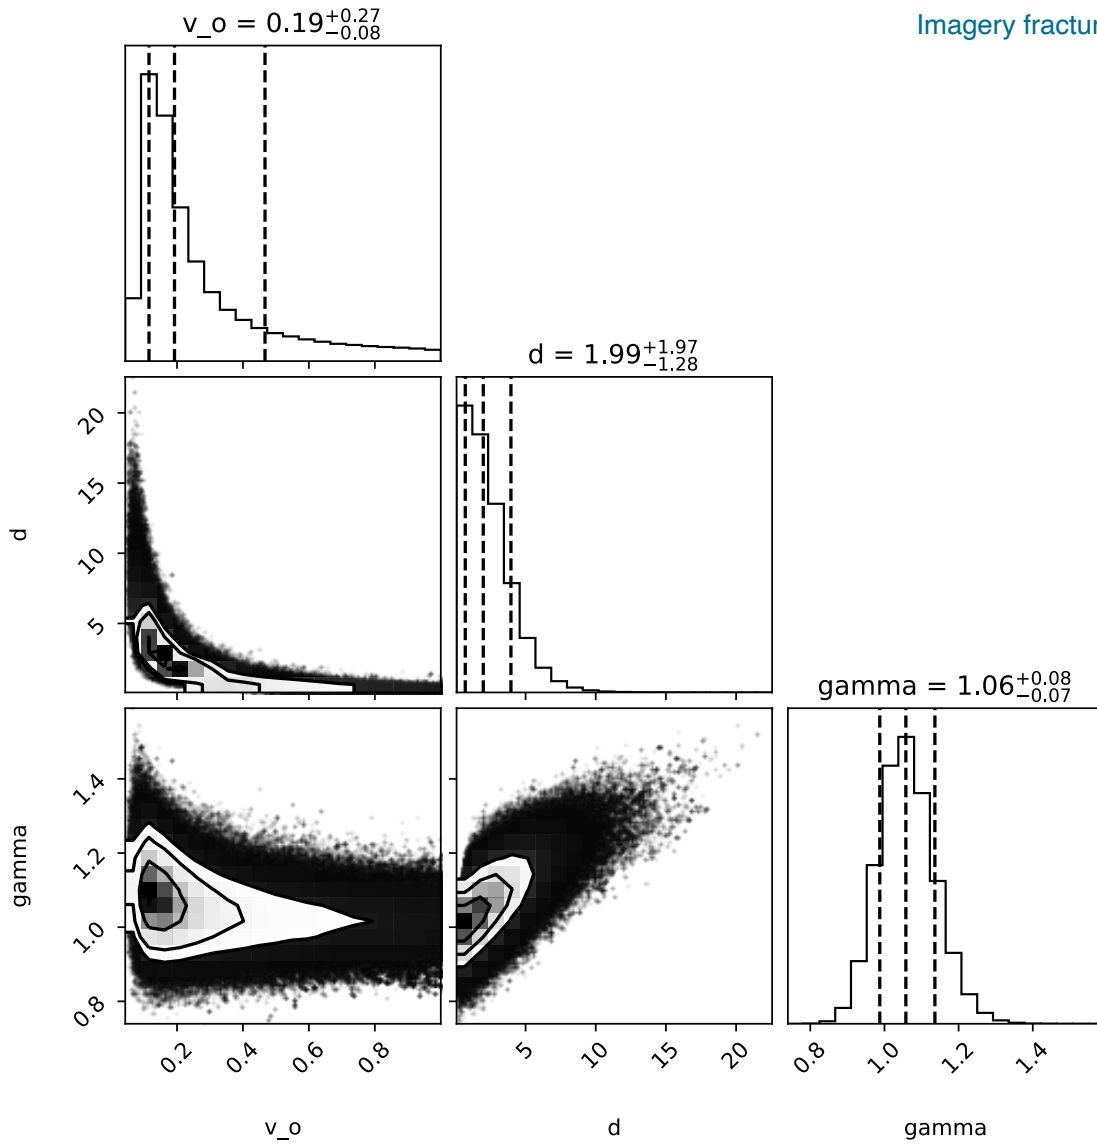 Imagery fractur
v_o = 0.19+0.27−0.08
d = 1.99+1.97−1.28
20
15
10
5
d
gamma = 1.06+0.08−0.07
1.4
1.2
1.0
0.8
gamma
0.2 0.4 0.6 0.8
5 10 15 20
0.8 1.0 1.2 1.4
v_o
d
gamma